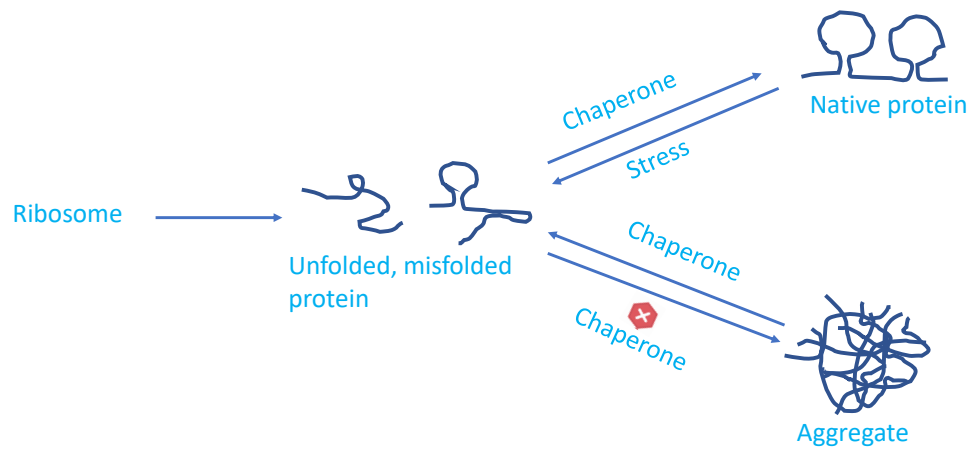 Chaperone
Native protein
Stress
Ribosome
Unfolded, misfolded
protein
Chaperone
Chaperone
Aggregate